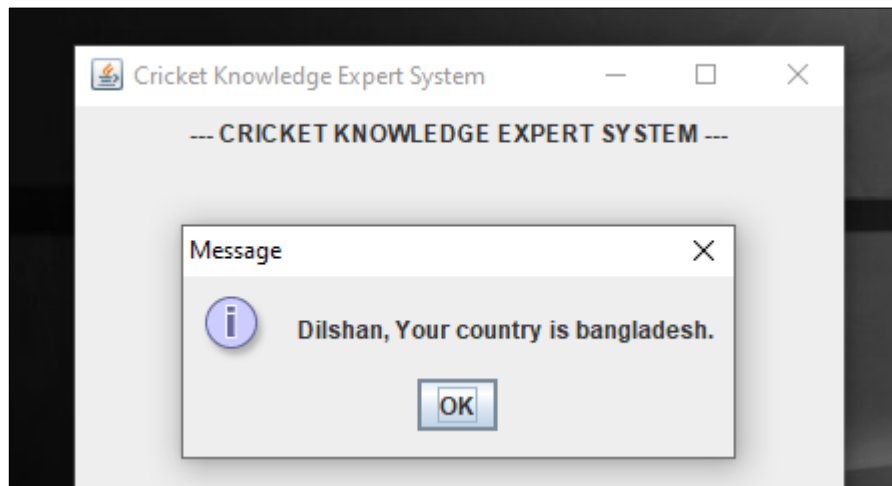 Cricket Knowledge Expert System
--- CRICKET KNOWLEDGE EXPERT SYSTEM ---
Message
i
Dilshan, Your country is bangladesh.
OK